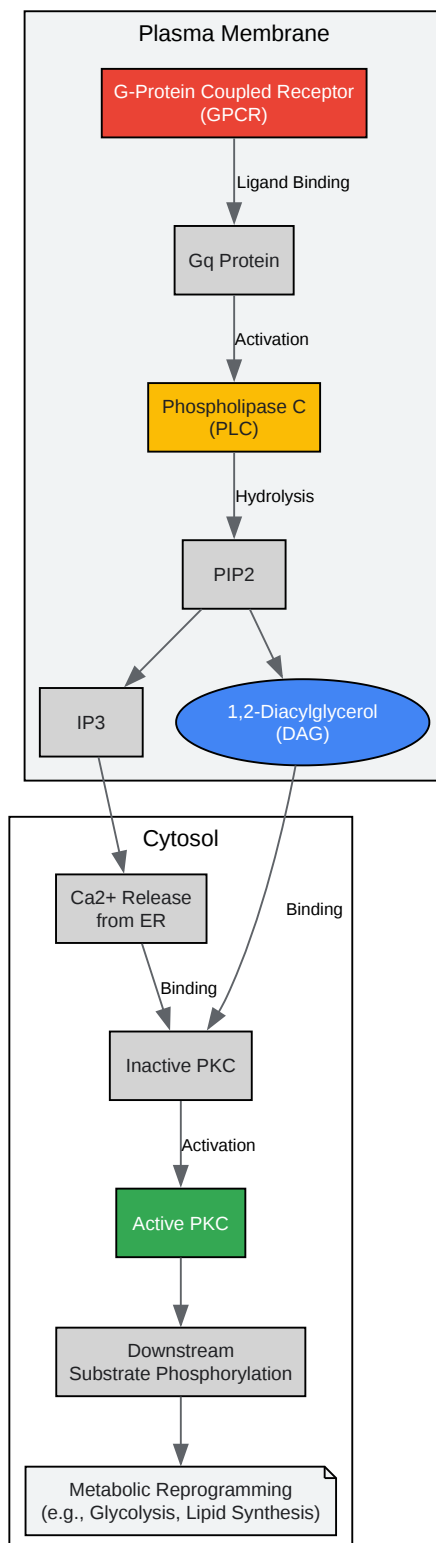 Plasma Membrane
G-Protein Coupled Receptor
(GPCR)
Ligand Binding
Gq Protein
Activation
Phospholipase C
(PLC)
Hydrolysis
PIP2
IP3
1,2-Diacylglycerol
(DAG)
Cytosol
Ca2+ Release
from ER
Binding
Binding
Inactive PKC
Activation
Active PKC
Downstream
Substrate Phosphorylation
Metabolic Reprogramming
(e.g., Glycolysis, Lipid Synthesis)